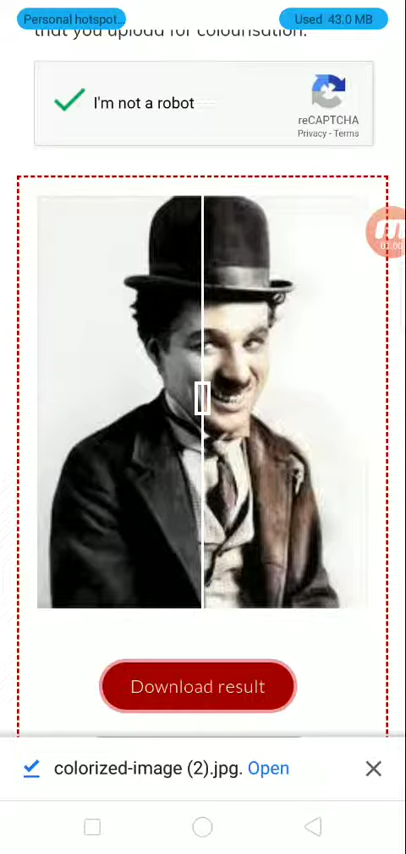 Personal hotspot..
Used 43.0 MB
that you upload for colourisation.
I'm not a robot
reCAPTCHA
Privacy - Terms
Download result
colorized-image (2).jpg. Open